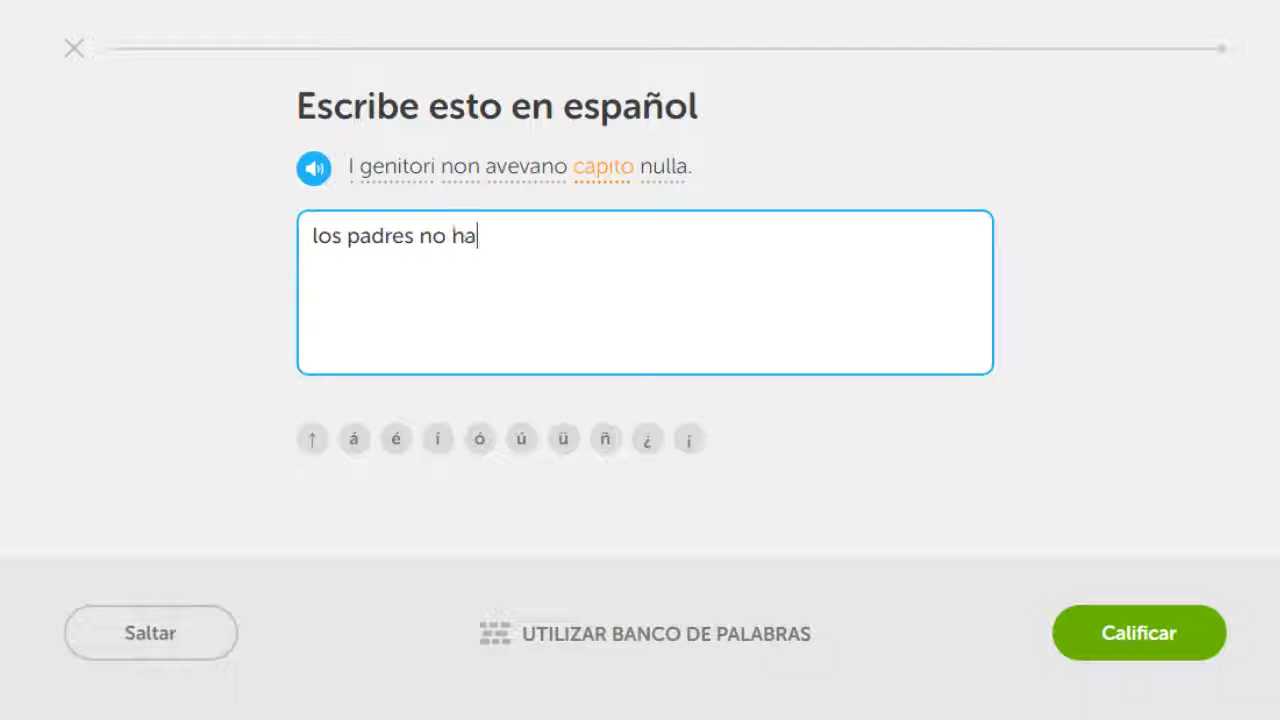 Escribe esto en español
I genitori non avevano capito nulla.
los padres no ha
↑ á é í ó ú ü ñ ¿ ¡
Saltar
UTILIZAR BANCO DE PALABRAS
Calificar